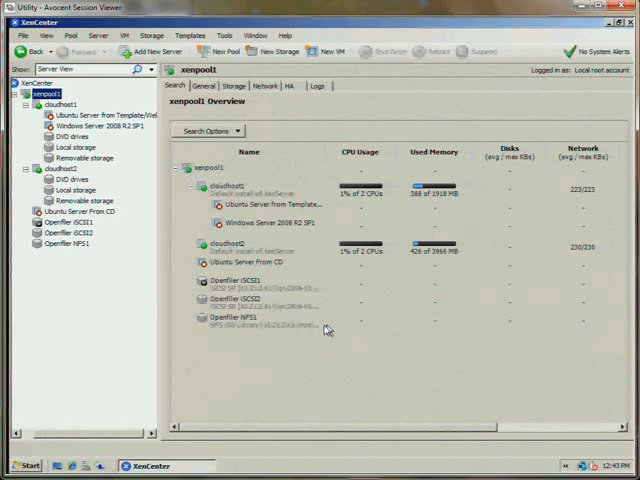 Utility - Avocent Session Viewer
XenCenter
File View Pool Server VM Storage Templates Tools Window Help
Back Forward Add New Server New Pool New Storage New VM Shut Down Reboot Suspend No System Alerts
Show: Server View
XenCenter
xenpool1
cloudhost1
Ubuntu Server from Template/Wel
Windows Server 2008 R2 SP1
DVD drives
Local storage
Removable storage
cloudhost2
DVD drives
Local storage
Removable storage
Ubuntu Server From CD
Openfiler iSCSI1
Openfiler iSCSI2
Openfiler NFS1
xenpool1 Logged in as: Local root account
Search General Storage Network HA Logs
xenpool1 Overview
Search Options
Name CPU Usage Used Memory Disks (avg / max KBs) Network (avg / max KBs)
xenpool1 - - - -
cloudhost1
Default install of XenServer 1% of 2 CPUs 388 of 1918 MB - 223/223
Ubuntu Server from Template... - - - -
Windows Server 2008 R2 SP1 - - - -
cloudhost2
Default install of XenServer 1% of 2 CPUs 426 of 3966 MB - 230/230
Ubuntu Server From CD - - - -
Openfiler iSCSI1 - - - -
Openfiler iSCSI2 - - - -
Openfiler NFS1 - - - -
Start XenCenter 12:43 PM